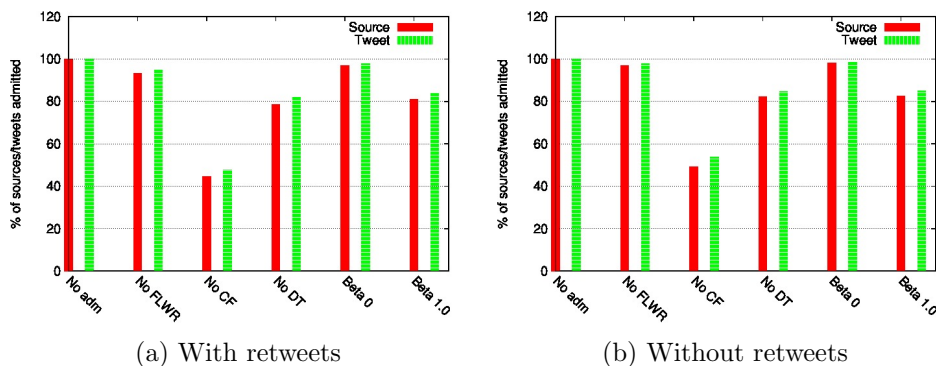 120
100
80
60
40
20
0
% of sources/tweets admitted
Source
Tweet
No adm
No FLWR
No CF
No DT
Beta 0
Beta 1.0
(a) With retweets
120
100
80
60
40
20
0
% of sources/tweets admitted
Source
Tweet
No adm
No FLWR
No CF
No DT
Beta 0
Beta 1.0
(b) Without retweets